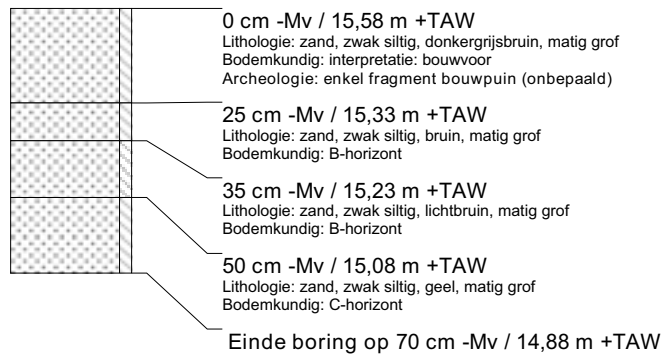 0 cm -Mv / 15,58 m +TAW
Lithologie: zand, zwak siltig, donkergrijsbruin, matig grof
Bodemkundig: interpretatie: bouwvoor
Archeologie: enkel fragment bouwpuin (onbepaald)
25 cm -Mv / 15,33 m +TAW
Lithologie: zand, zwak siltig, bruin, matig grof
Bodemkundig: B-horizont
35 cm -Mv / 15,23 m +TAW
Lithologie: zand, zwak siltig, lichtbruin, matig grof
Bodemkundig: B-horizont
50 cm -Mv / 15,08 m +TAW
Lithologie: zand, zwak siltig, geel, matig grof
Bodemkundig: C-horizont
Einde boring op 70 cm -Mv / 14,88 m +TAW